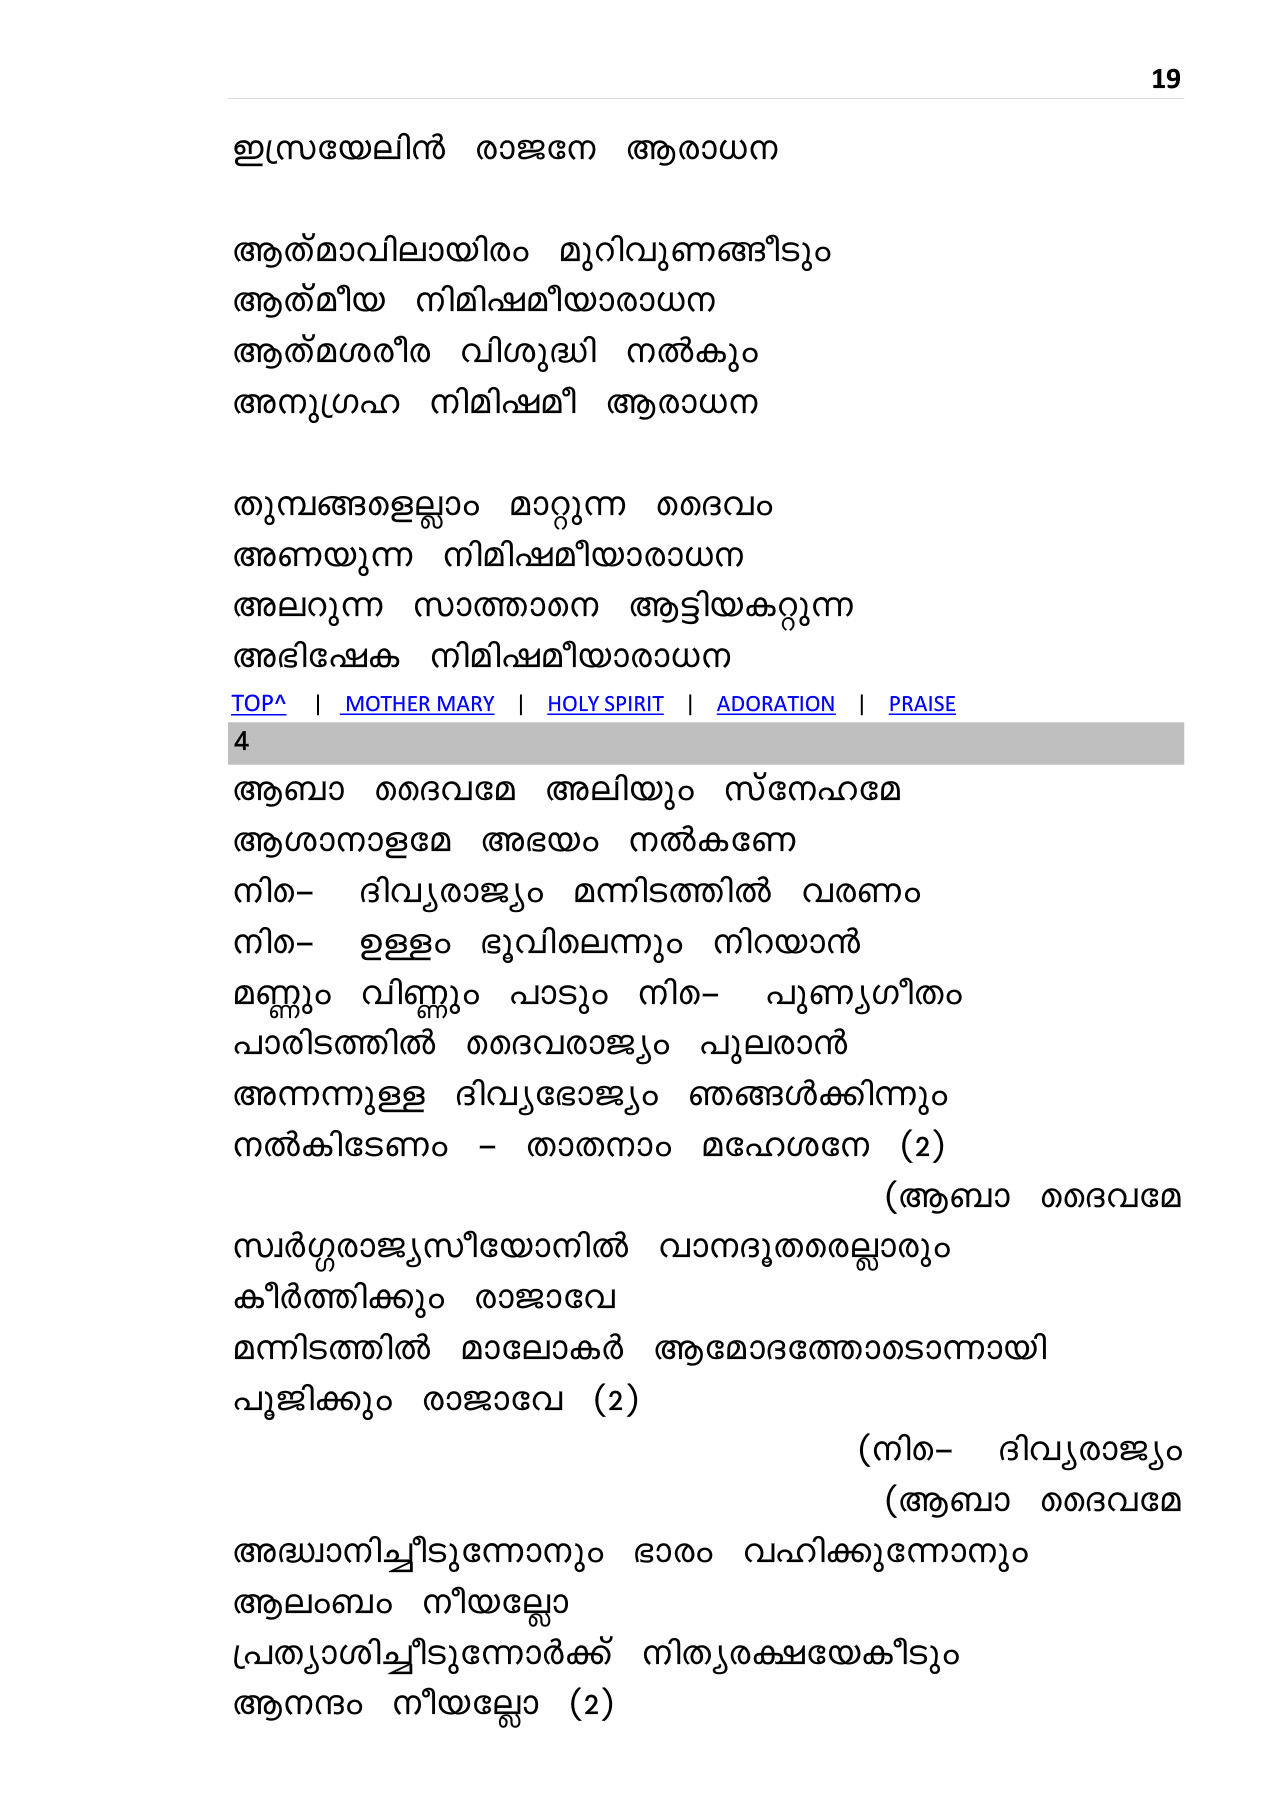 19
ഇസ്രയേലിൻ രാജനേ ആരാധന
ആത്മാവിലായിരം മുറിവുണങ്ങീടും
ആത്മീയ നിമിഷമീയാരാധന
ആത്മശരീര വിശുദ്ധി നൽകും
അനുഗ്രഹ നിമിഷമീ ആരാധന
തുമ്പങ്ങളെല്ലാം മാറ്റുന്ന ദൈവം
അണയുന്ന നിമിഷമീയാരാധന
അലറുന്ന സാത്താനെ ആട്ടിയകറ്റുന്ന
അഭിഷേക നിമിഷമീയാരാധന
TOP^ | MOTHER MARY | HOLY SPIRIT | ADORATION | PRAISE
4
ആബാ ദൈവമേ അലിയും സ്നേഹമേ
ആശാനാളമേ അഭയം നൽകണേ
നിെ– ദിവ്യരാജ്യം മന്നിടത്തിൽ വരണം
നിെ– ഉള്ളം ഭൂവിലെന്നും നിറയാൻ
മണ്ണും വിണ്ണും പാടും നിെ– പുണ്യഗീതം
പാരിടത്തിൽ ദൈവരാജ്യം പുലരാൻ
അന്നന്നുള്ള ദിവ്യഭോജ്യം ഞങ്ങൾക്കിന്നും
നൽകിടേണം – താതനാം മഹേശനേ (2)
(ആബാ ദൈവമേ
സ്വർഗ്ഗരാജ്യസീയോനിൽ വാനദൂതരെല്ലാരും
കീർത്തിക്കും രാജാവേ
മന്നിടത്തിൽ മാലോകർ ആമോദത്തോടൊന്നായി
പൂജിക്കും രാജാവേ (2)
(നിെ– ദിവ്യരാജ്യം
(ആബാ ദൈവമേ
അദ്ധ്വാനിച്ചീടുന്നോനും ഭാരം വഹിക്കുന്നോനും
ആലംബം നീയല്ലോ
പ്രത്യാശിച്ചീടുന്നോർക്ക് നിത്യരക്ഷയേകീടും
ആനന്ദം നീയല്ലോ (2)